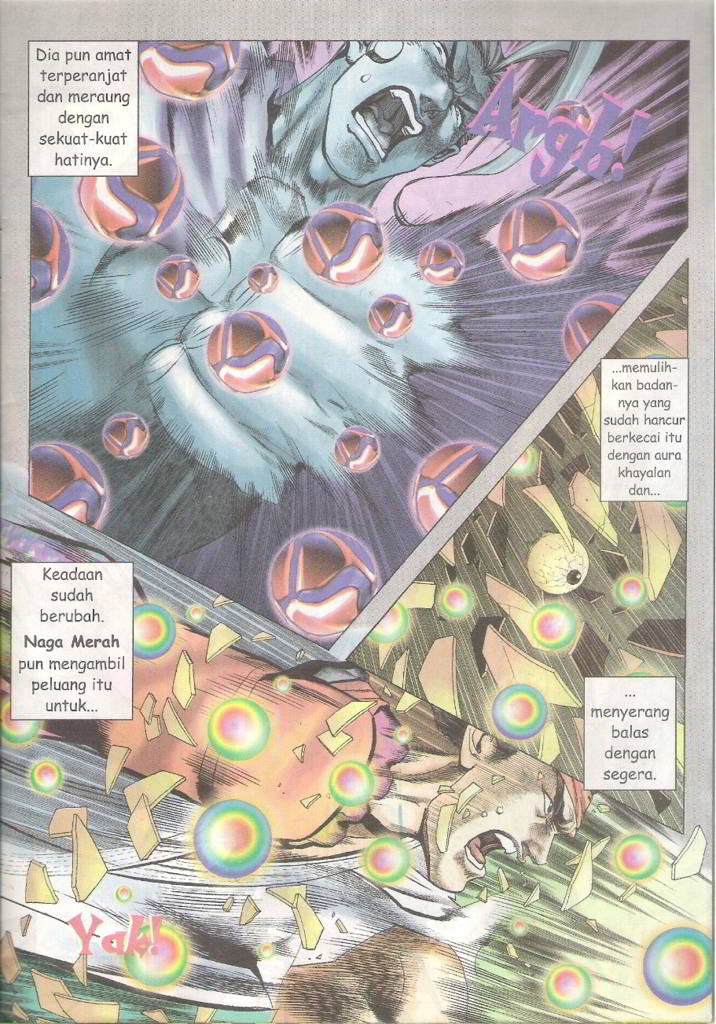 Dia pun amat
terperanjat
dan meraung
dengan
sekuat-kuat
hatinya.
Argh!
...memulih-
kan badan-
nya yang
sudah hancur
berkecai itu
dengan aura
khayalan
dan...
Keadaan
sudah
berubah.
Naga Merah
pun mengambil
peluang itu
untuk...
...
menyerang
balas
dengan
segera.
Yak!